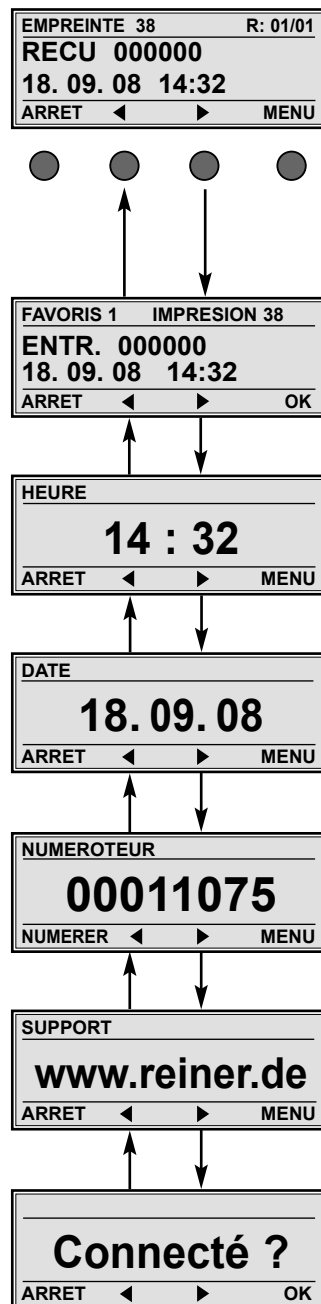 EMPREINTE 38 R: 01/01
RECU 000000
18. 09. 08 14:32
ARRET ◀ ▶ MENU
FAVORIS 1 IMPRESION 38
ENTR. 000000
18. 09. 08 14:32
ARRET ◀ ▶ OK
HEURE
14 : 32
ARRET ◀ ▶ MENU
DATE
18. 09. 08
ARRET ◀ ▶ MENU
NUMEROTEUR
00011075
NUMERER ◀ ▶ MENU
SUPPORT
www.reiner.de
ARRET ◀ ▶ MENU
Connecté ?
ARRET ◀ ▶ OK